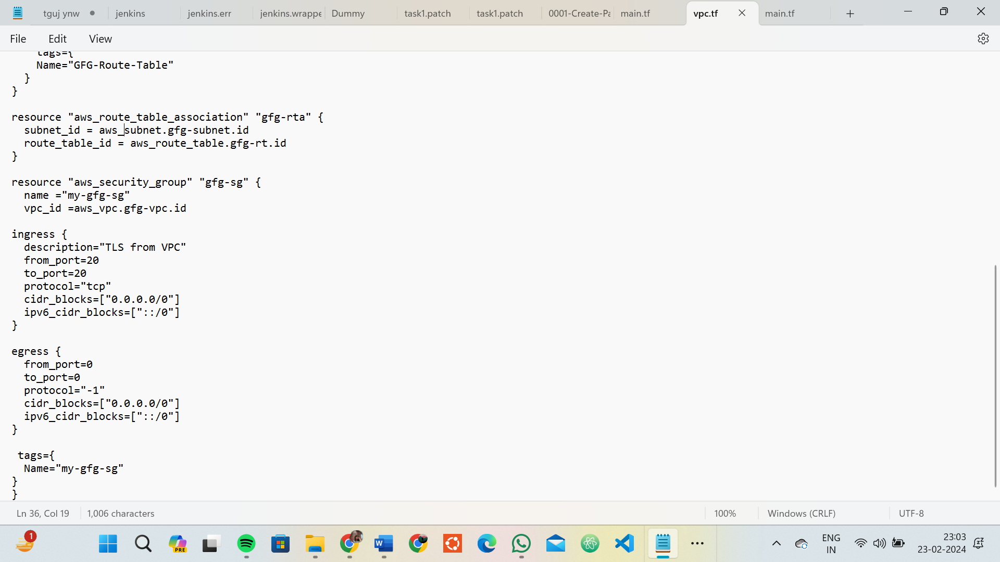 tguj ynw
jenkins
jenkins.err
jenkins.wrappe
Dummy
task1.patch
task1.patch
0001-Create-Pa
main.tf
vpc.tf
main.tf
File
Edit
View
tags={
Name="GFG-Route-Table"
}
}
resource "aws_route_table_association" "gfg-rta" {
subnet_id = aws_subnet.gfg-subnet.id
route_table_id = aws_route_table.gfg-rt.id
}
resource "aws_security_group" "gfg-sg" {
name ="my-gfg-sg"
vpc_id =aws_vpc.gfg-vpc.id
ingress {
description="TLS from VPC"
from_port=20
to_port=20
protocol="tcp"
cidr_blocks=["0.0.0.0/0"]
ipv6_cidr_blocks=["::/0"]
}
egress {
from_port=0
to_port=0
protocol="-1"
cidr_blocks=["0.0.0.0/0"]
ipv6_cidr_blocks=["::/0"]
}
tags={
Name="my-gfg-sg"
}
}
Ln 36, Col 19
1,006 characters
100%
Windows (CRLF)
UTF-8
1
PRE
W
ENG
IN
23:03
23-02-2024